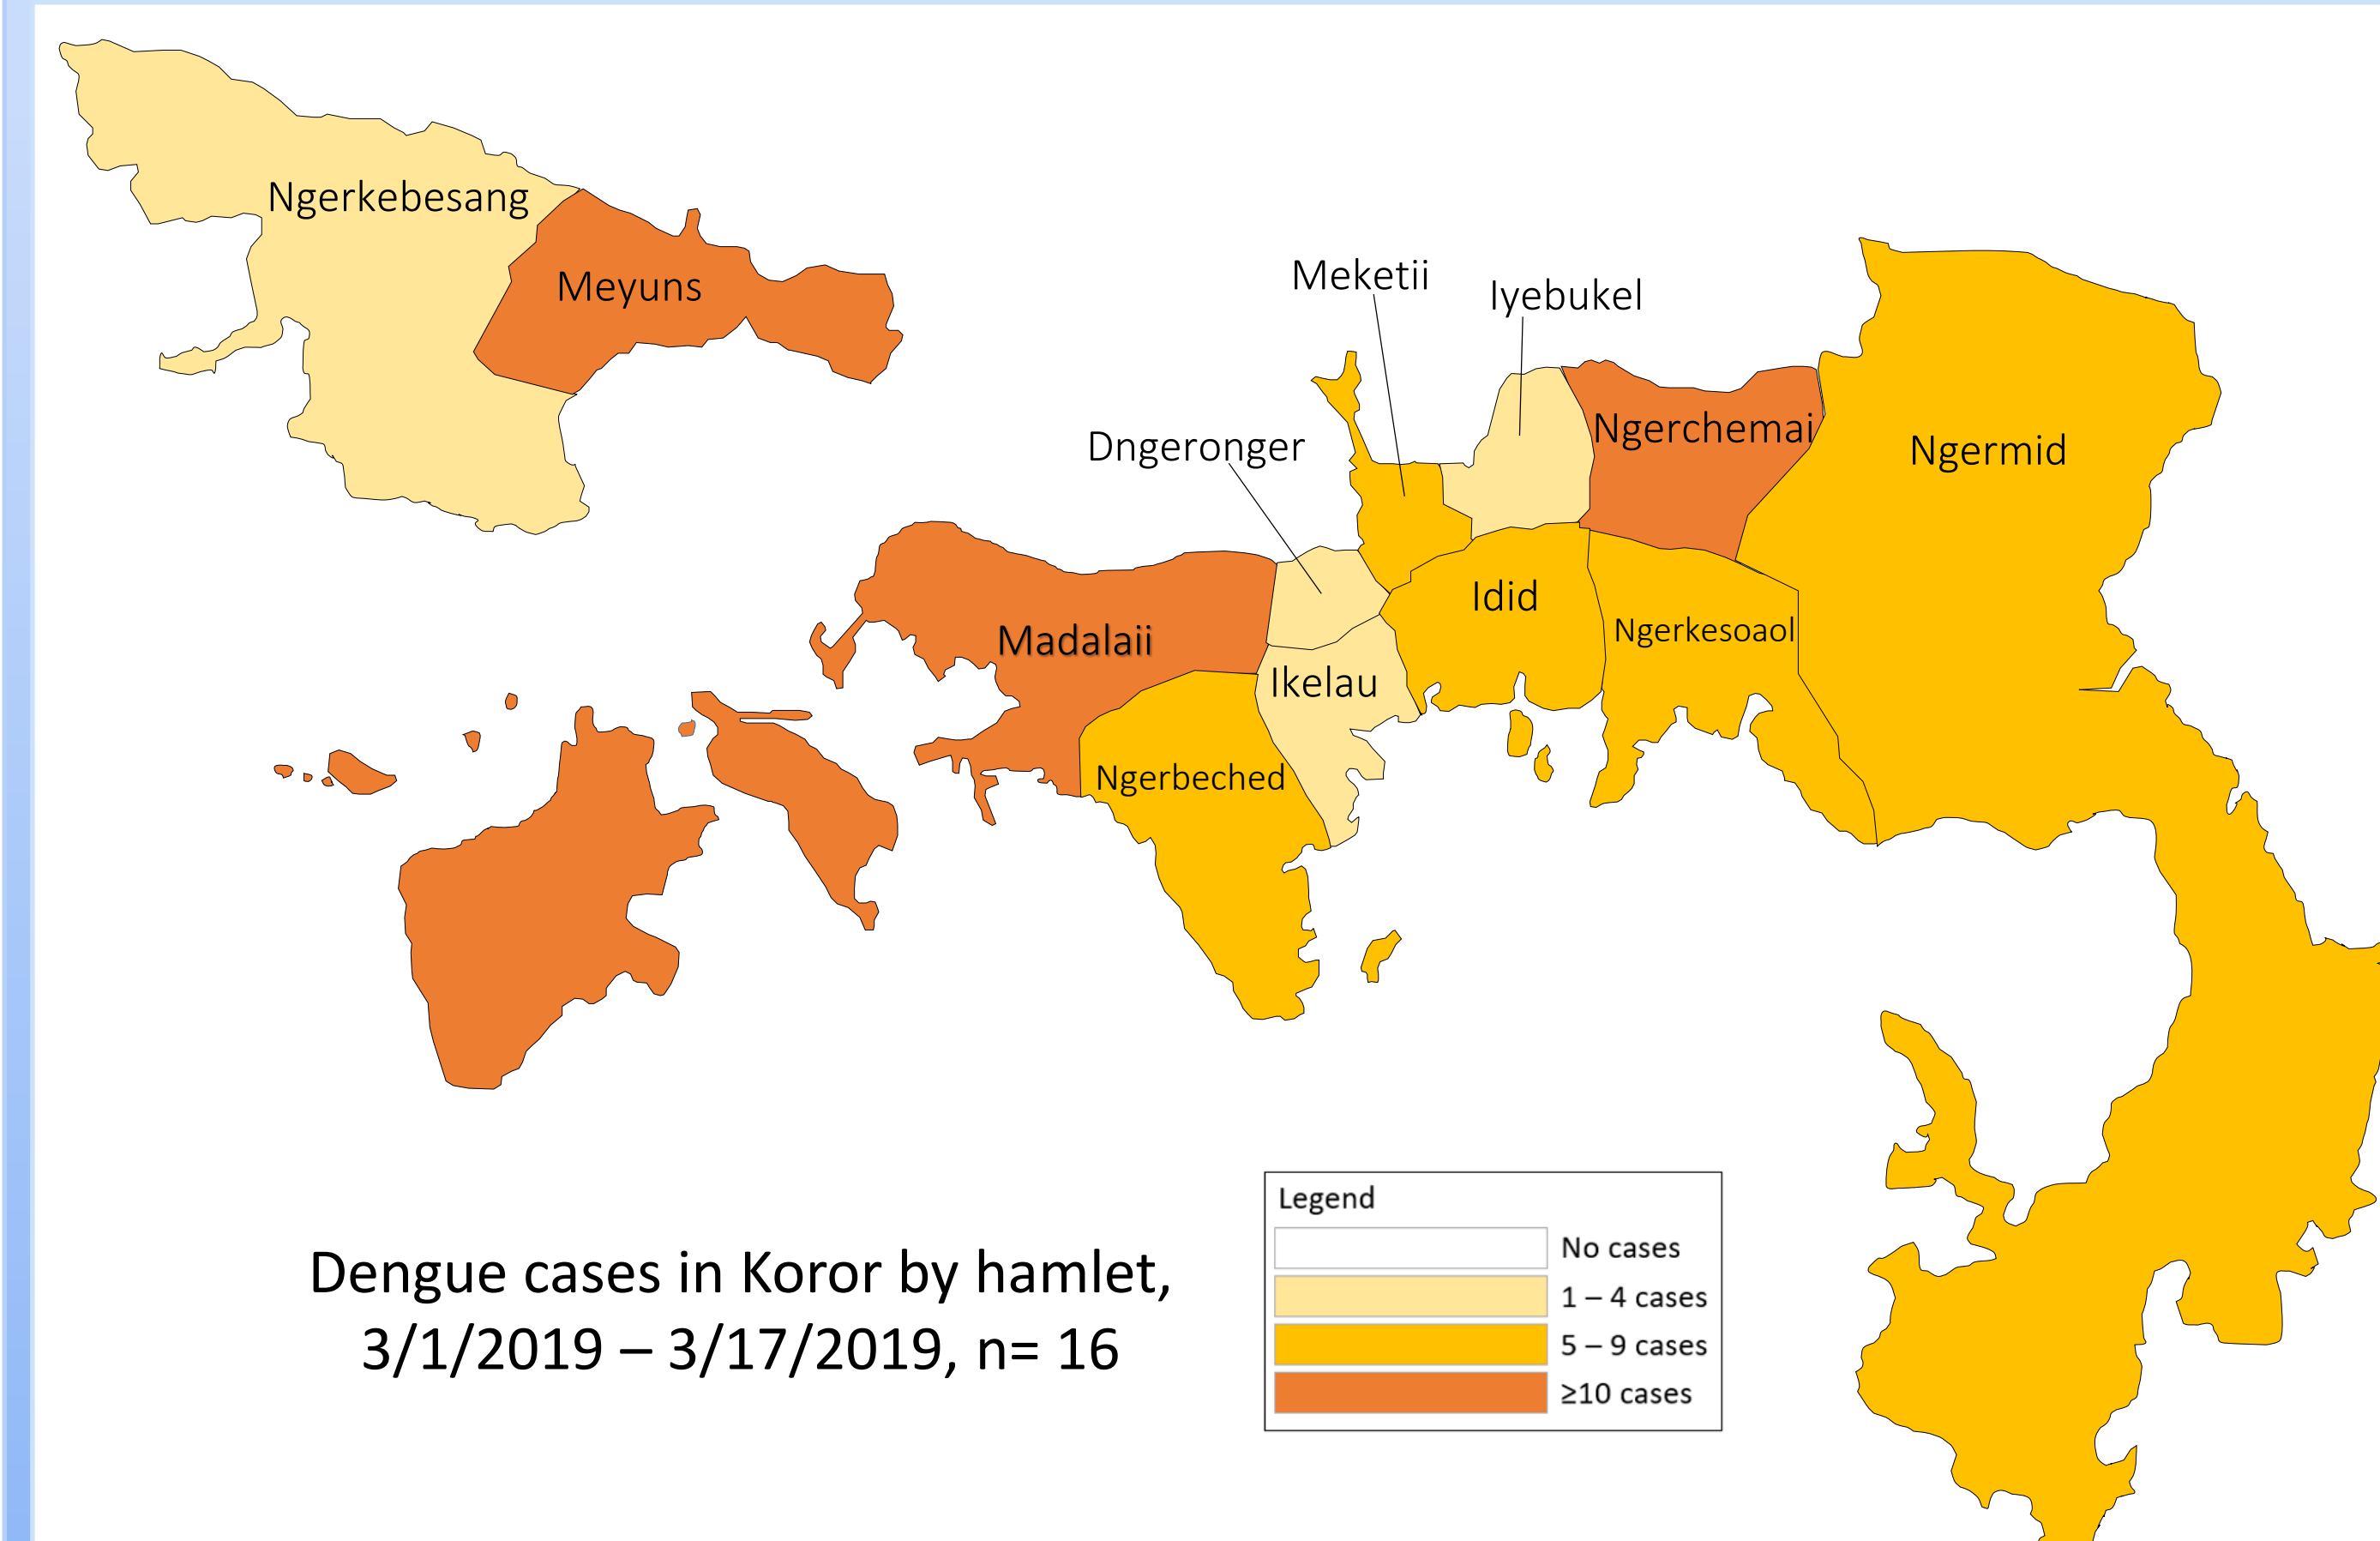 Ngerkebesang
Meyuns
Meketii
Iyebukel
Dngeronger
Ngerchemai
Ngermid
Madalaii
Idid
Ngerkesoaol
Ikelau
Ngerbeched
Legend
No cases
1 – 4 cases
5 – 9 cases
≥10 cases
Dengue cases in Koror by hamlet,
3/1/2019 – 3/17/2019, n= 16